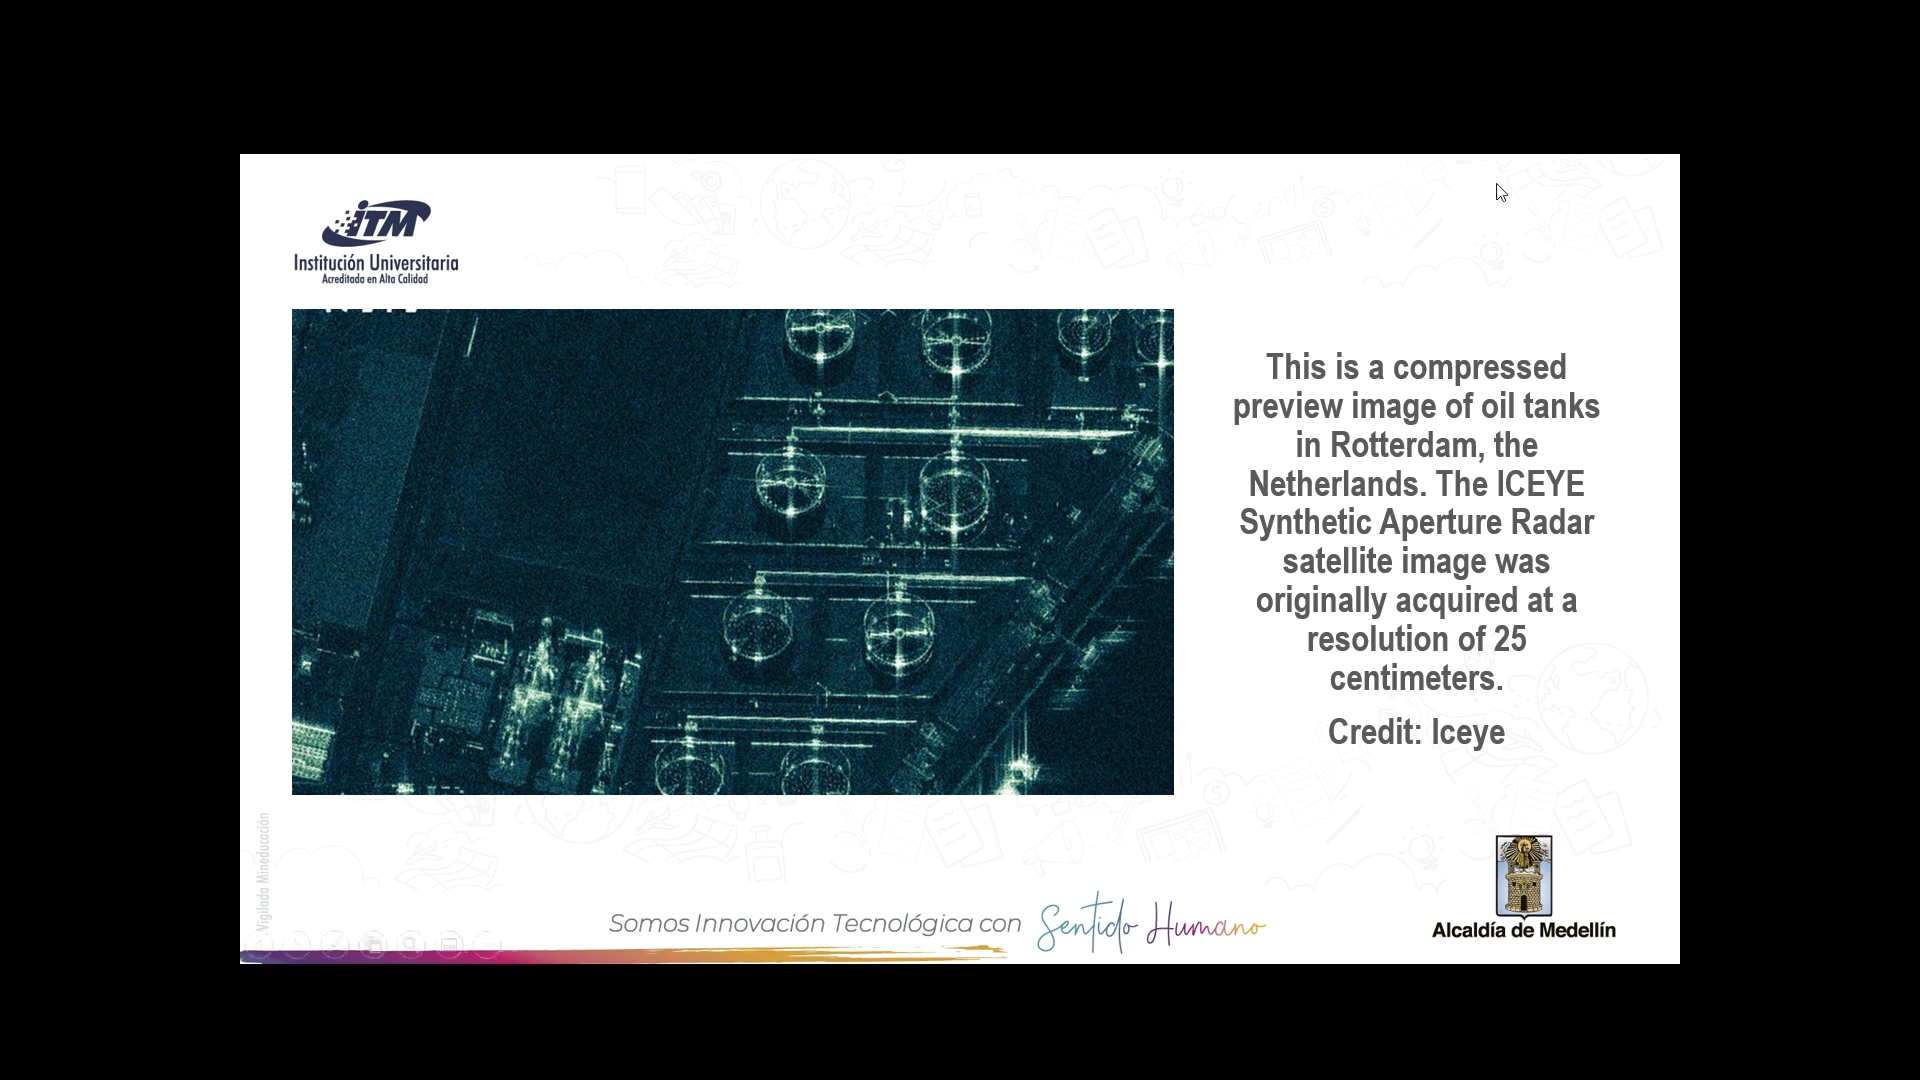 iTM
Institución Universitaria
Acreditada en Alta Calidad
This is a compressed
preview image of oil tanks
in Rotterdam, the
Netherlands. The ICEYE
Synthetic Aperture Radar
satellite image was
originally acquired at a
resolution of 25
centimeters.
Credit: Iceye
Vigilada Mineducación
Somos Innovación Tecnológica con Sentido Humano
Alcaldía de Medellín